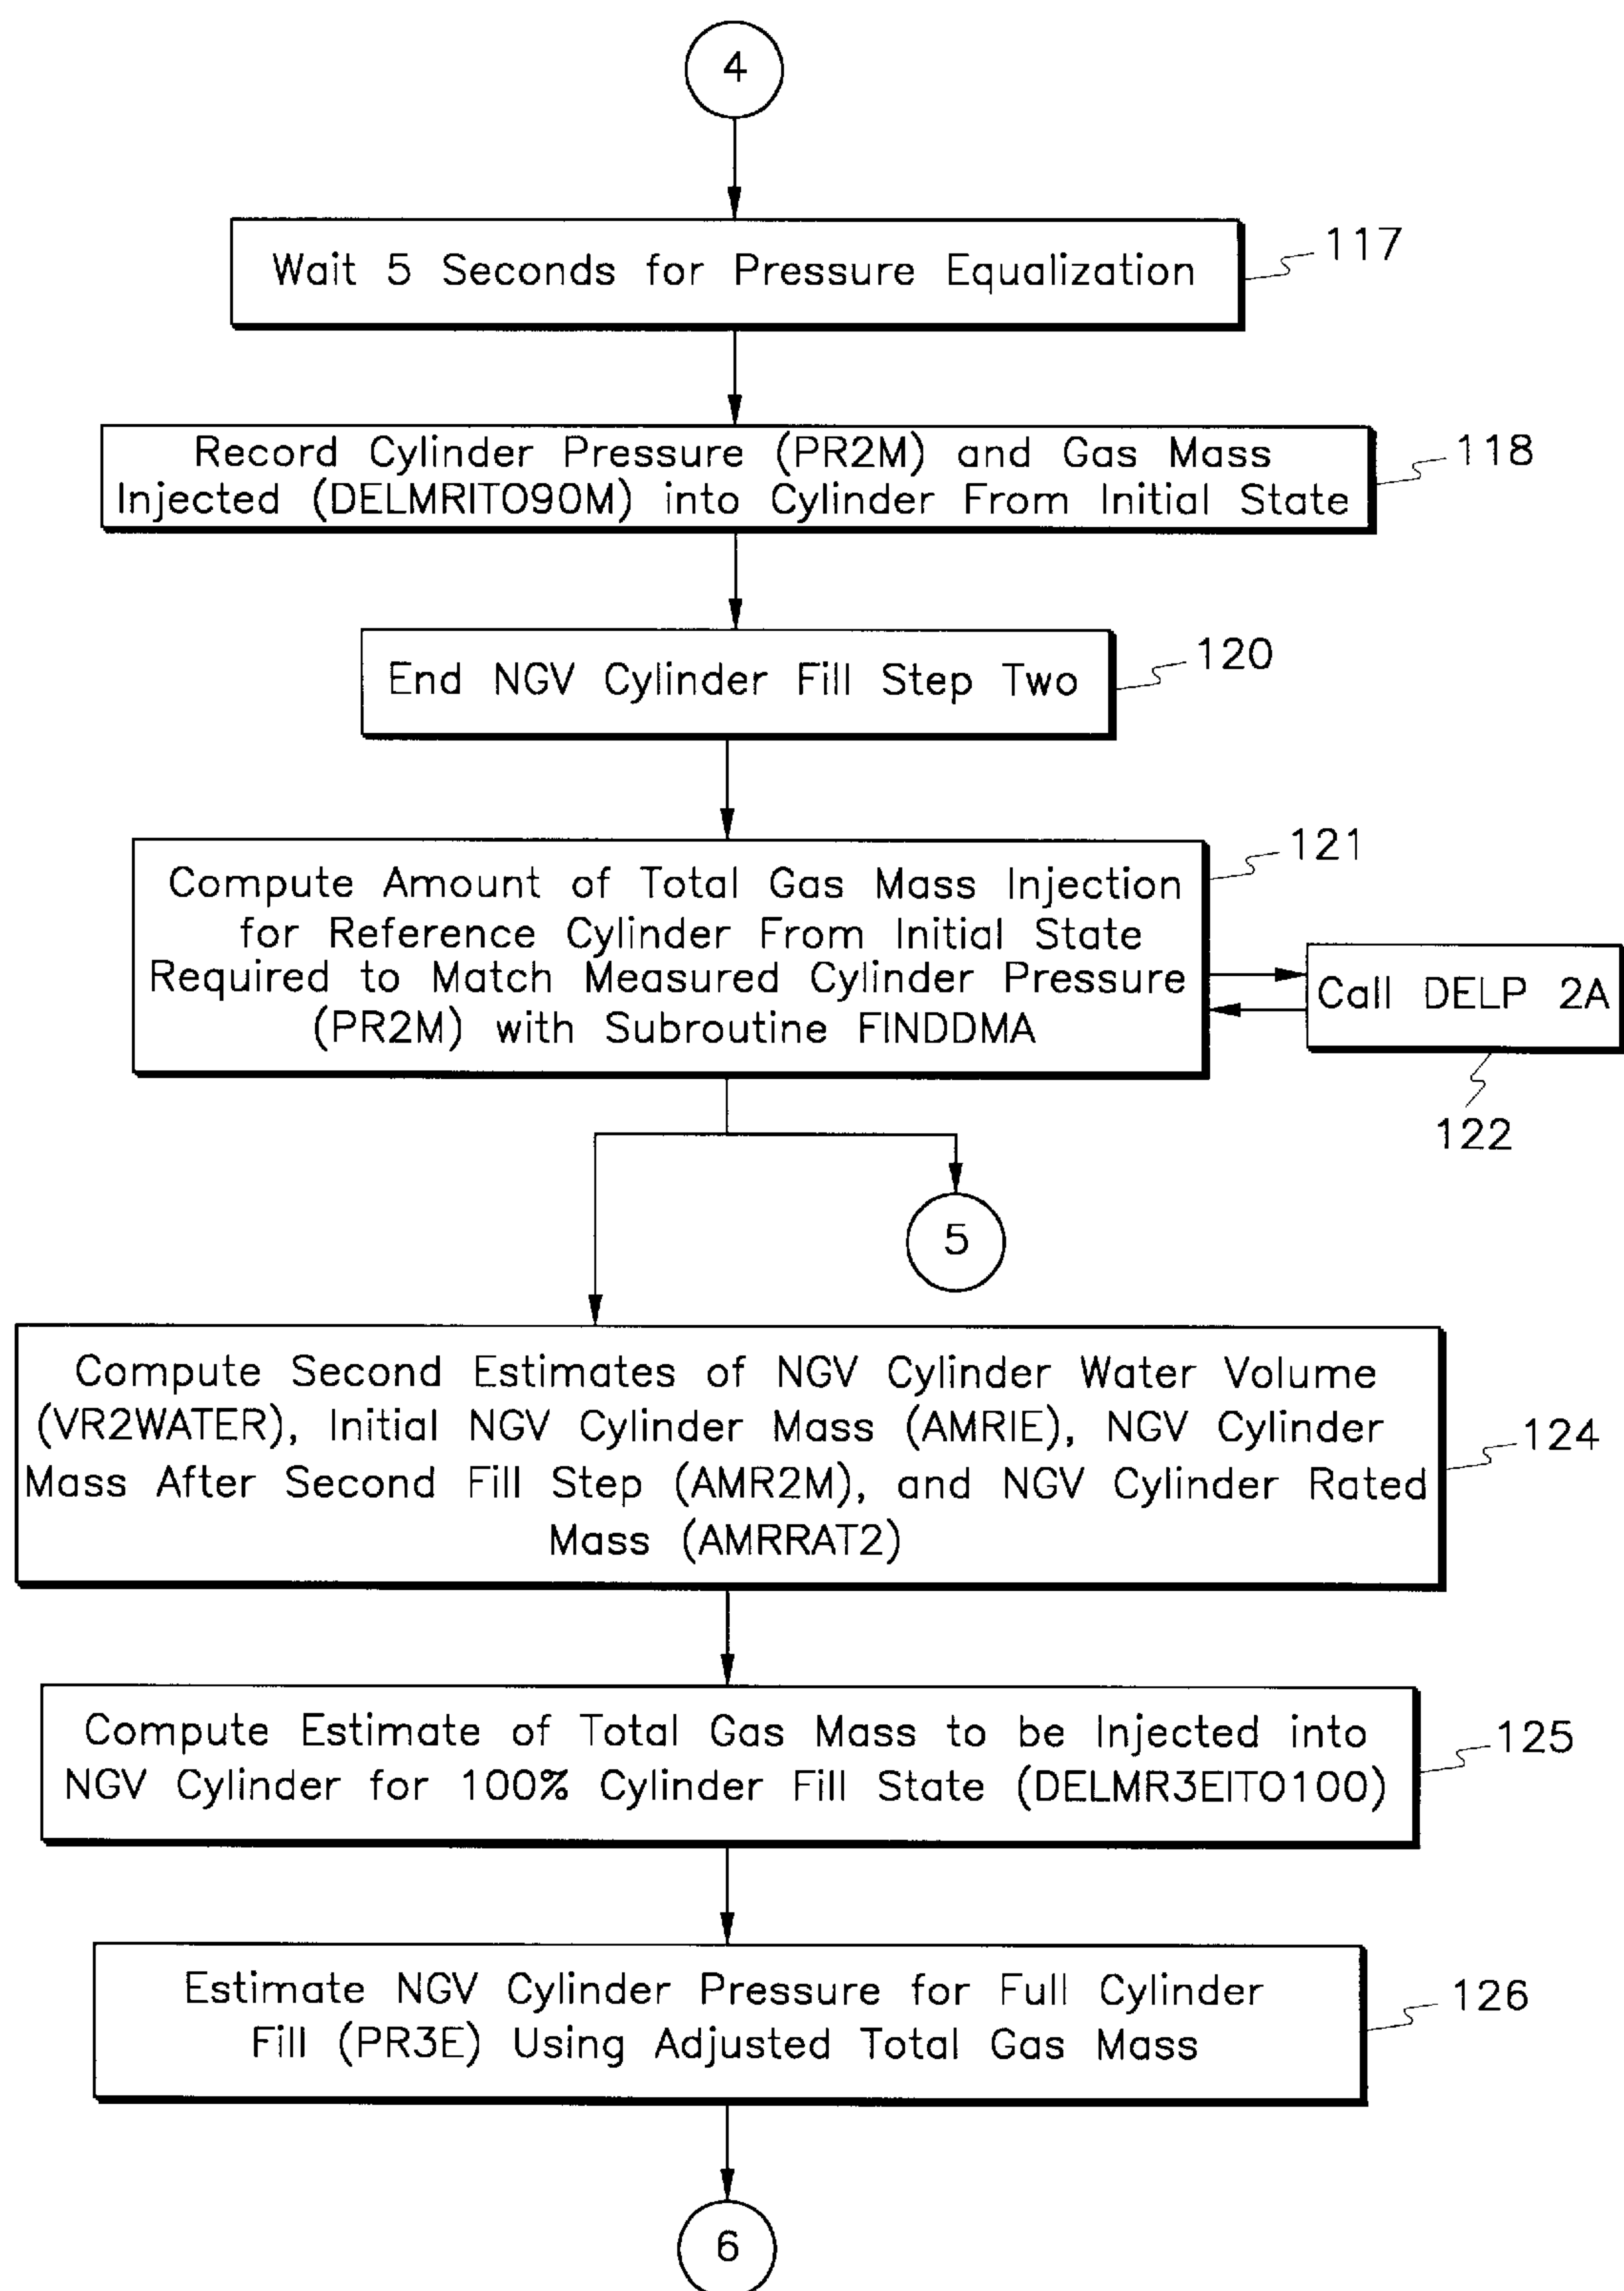 4
Wait 5 Seconds for Pressure Equalization
117
Record Cylinder Pressure (PR2M) and Gas Mass
Injected (DELMRITO90M) into Cylinder From Initial State
118
End NGV Cylinder Fill Step Two
120
Compute Amount of Total Gas Mass Injection
for Reference Cylinder From Initial State
Required to Match Measured Cylinder Pressure
(PR2M) with Subroutine FINDDMA
121
Call DELP 2A
122
5
Compute Second Estimates of NGV Cylinder Water Volume
(VR2WATER), Initial NGV Cylinder Mass (AMRIE), NGV Cylinder
Mass After Second Fill Step (AMR2M), and NGV Cylinder Rated
Mass (AMRRAT2)
124
Compute Estimate of Total Gas Mass to be Injected into
NGV Cylinder for 100% Cylinder Fill State (DELMR3EITO100)
125
Estimate NGV Cylinder Pressure for Full Cylinder
Fill (PR3E) Using Adjusted Total Gas Mass
126
6